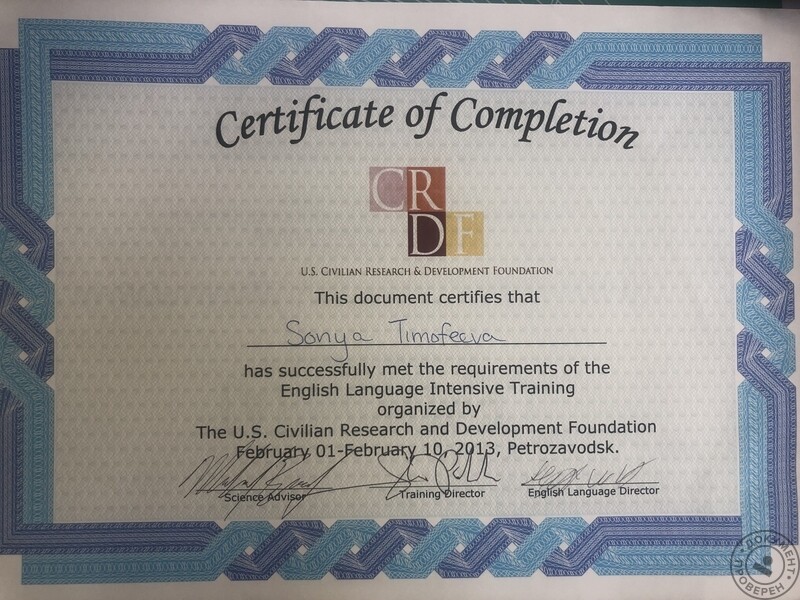 Certificate of Completion
CR
DF
U.S. CIVILIAN RESEARCH & DEVELOPMENT FOUNDATION
This document certifies that
Sonya Timofeeva
has successfully met the requirements of the
English Language Intensive Training
organized by
The U.S. Civilian Research and Development Foundation
February 01-February 10, 2013, Petrozavodsk.
Science Advisor Training Director English Language Director
ДОКУМЕНТ
ПРОВЕРЕН